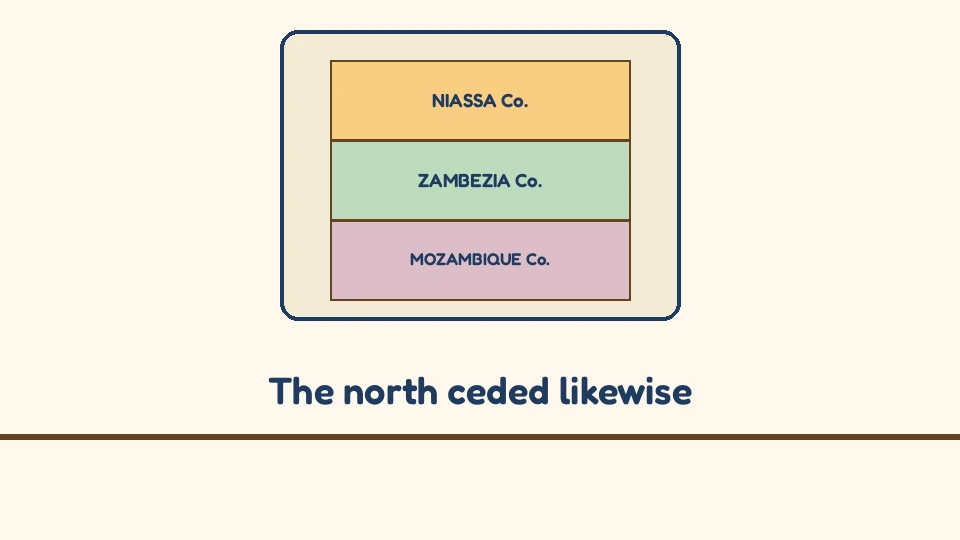 NIASSA Co.
ZAMBEZIA Co.
MOZAMBIQUE Co.
The north ceded likewise